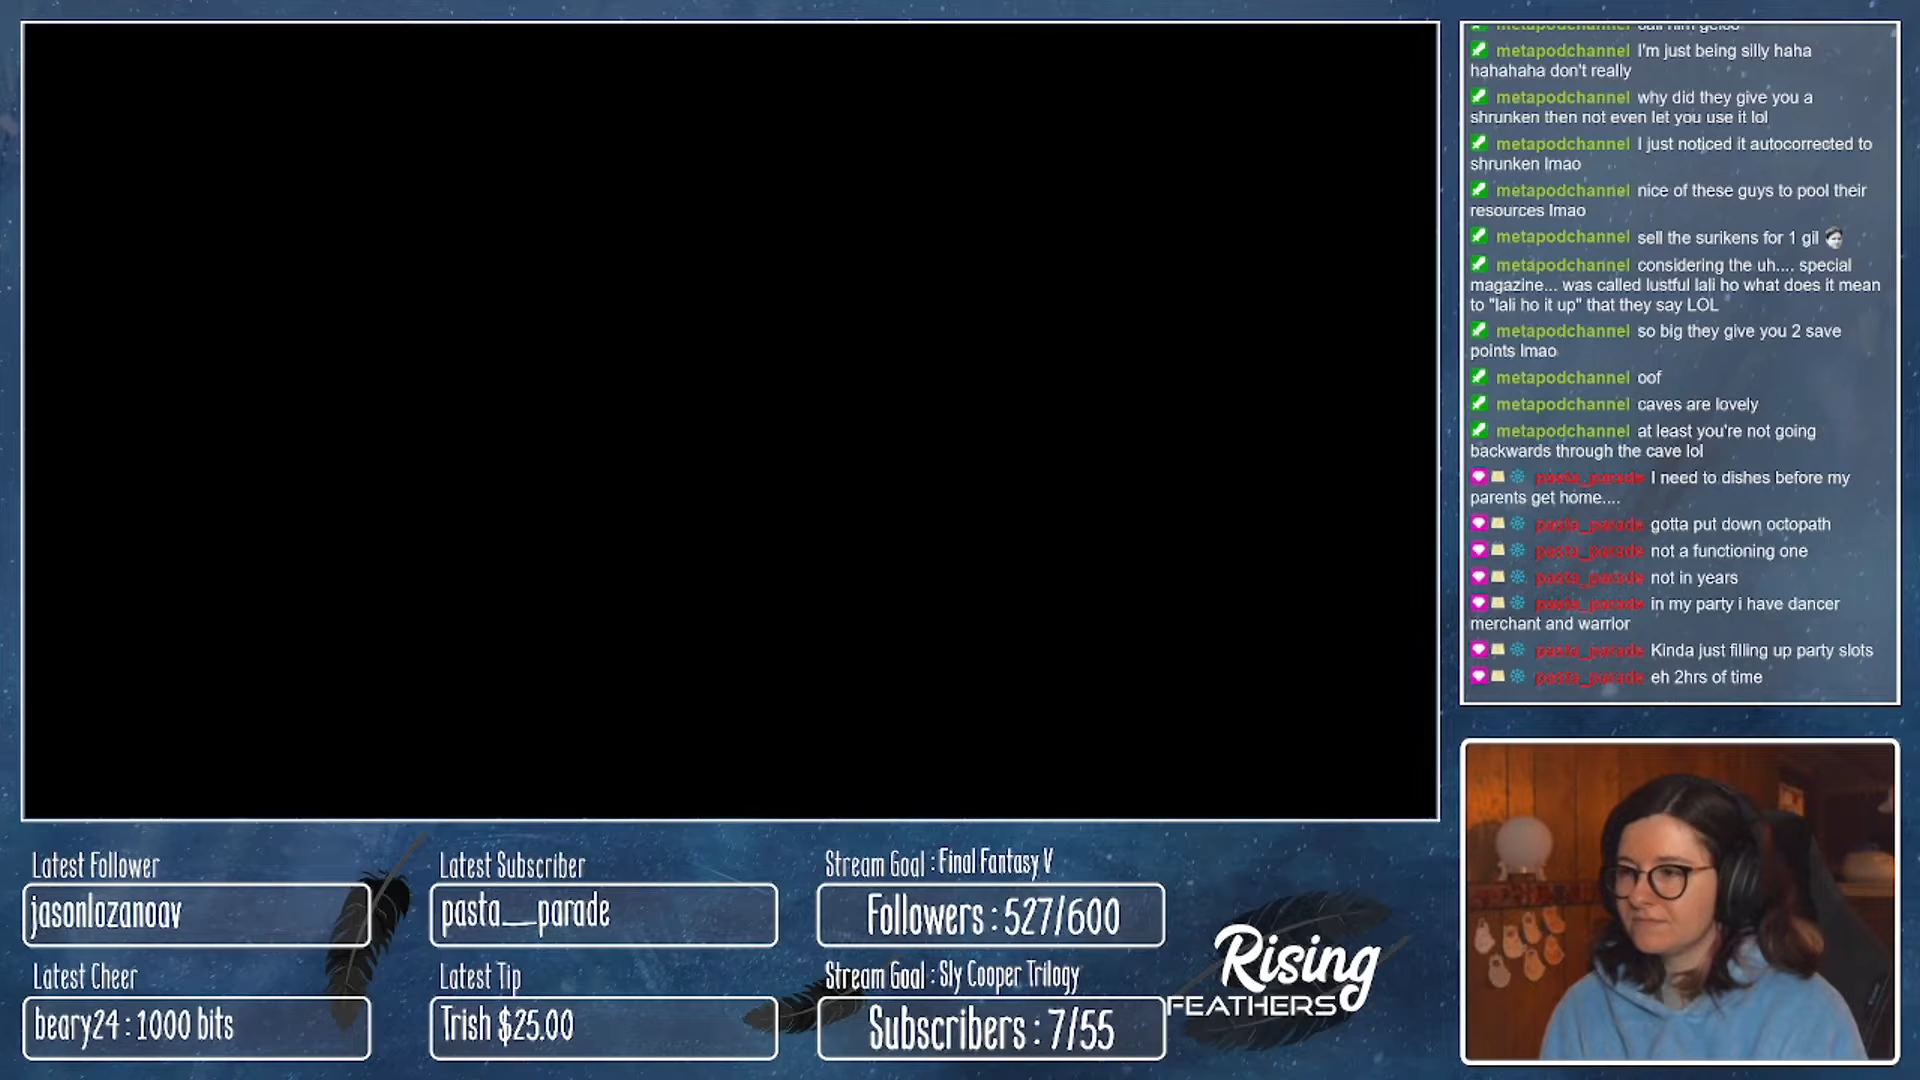 metapodchannel I'm just being silly haha
hahahaha don't really
metapodchannel why did they give you a
shrunken then not even let you use it lol
metapodchannel I just noticed it autocorrected to
shrunken lmao
metapodchannel nice of these guys to pool their
resources lmao
metapodchannel sell the surikens for 1 gil
metapodchannel considering the uh.... special
magazine... was called lustful lali ho what does it mean
to "lali ho it up" that they say LOL
metapodchannel so big they give you 2 save
points lmao
metapodchannel oof
metapodchannel caves are lovely
metapodchannel at least you're not going
backwards through the cave lol
pasta_parade I need to dishes before my
parents get home....
pasta_parade gotta put down octopath
pasta_parade not a functioning one
pasta_parade not in years
pasta_parade in my party i have dancer
merchant and warrior
pasta_parade Kinda just filling up party slots
pasta_parade eh 2hrs of time
Latest Follower
jasonlozanoav
Latest Subscriber
pasta__parade
Stream Goal : Final Fantasy V
Followers : 527/600
Latest Cheer
beary24 : 1000 bits
Latest Tip
Trish $25.00
Stream Goal : Sly Cooper Trilogy
Subscribers : 7/55
Rising
FEATHERS